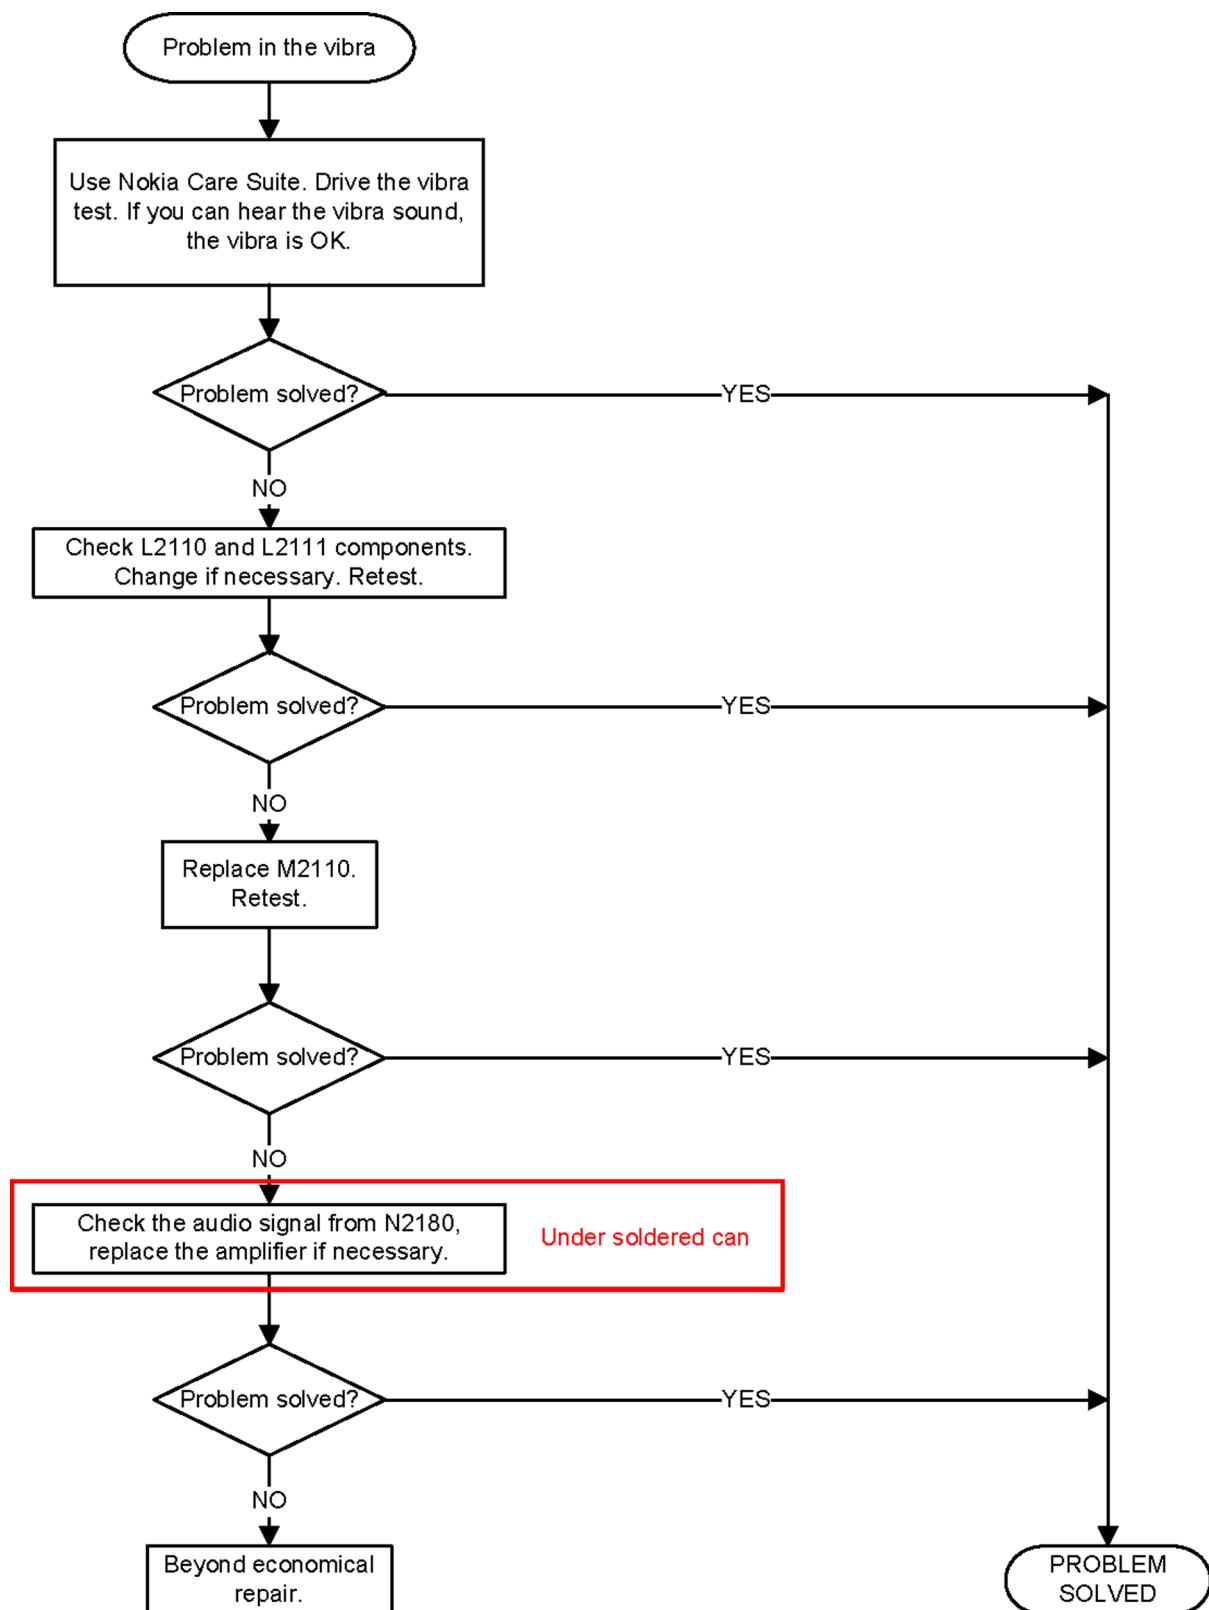 Problem in the vibra
Use Nokia Care Suite. Drive the vibra
test. If you can hear the vibra sound,
the vibra is OK.
Problem solved?
YES
NO
Check L2110 and L2111 components.
Change if necessary. Retest.
Problem solved?
YES
NO
Replace M2110.
Retest.
Problem solved?
YES
NO
Check the audio signal from N2180,
replace the amplifier if necessary.
Under soldered can
Problem solved?
YES
NO
Beyond economical
repair.
PROBLEM
SOLVED